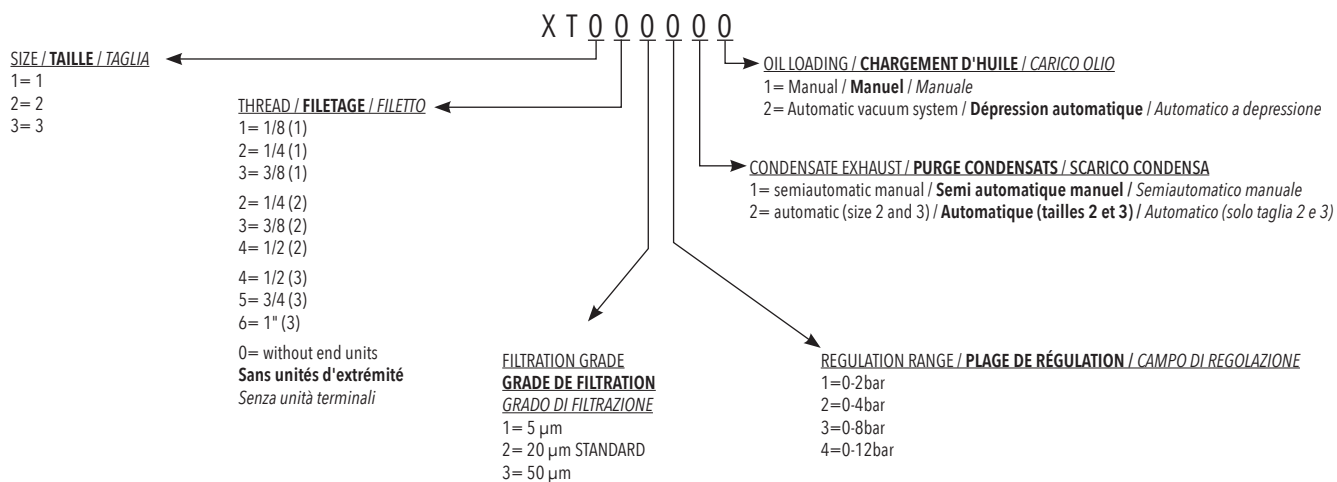 X T 0 0 0 0 0 0
SIZE / TAILLE / TAGLIA
1= 1
2= 2
3= 3
THREAD / FILETAGE / FILETTO
1= 1/8 (1)
2= 1/4 (1)
3= 3/8 (1)
2= 1/4 (2)
3= 3/8 (2)
4= 1/2 (2)
4= 1/2 (3)
5= 3/4 (3)
6= 1" (3)
0= without end units
Sans unités d'extrémité
Senza unità terminali
FILTRATION GRADE
GRADE DE FILTRATION
GRADO DI FILTRAZIONE
1= 5 µm
2= 20 µm STANDARD
3= 50 µm
REGULATION RANGE / PLAGE DE RÉGULATION / CAMPO DI REGOLAZIONE
1=0-2bar
2=0-4bar
3=0-8bar
4=0-12bar
CONDENSATE EXHAUST / PURGE CONDENSATS / SCARICO CONDENSA
1= semiautomatic manual / Semi automatique manuel / Semiautomatico manuale
2= automatic (size 2 and 3) / Automatique (tailles 2 et 3) / Automatico (solo taglia 2 e 3)
OIL LOADING / CHARGEMENT D'HUILE / CARICO OLIO
1= Manual / Manuel / Manuale
2= Automatic vacuum system / Dépression automatique / Automatico a depressione